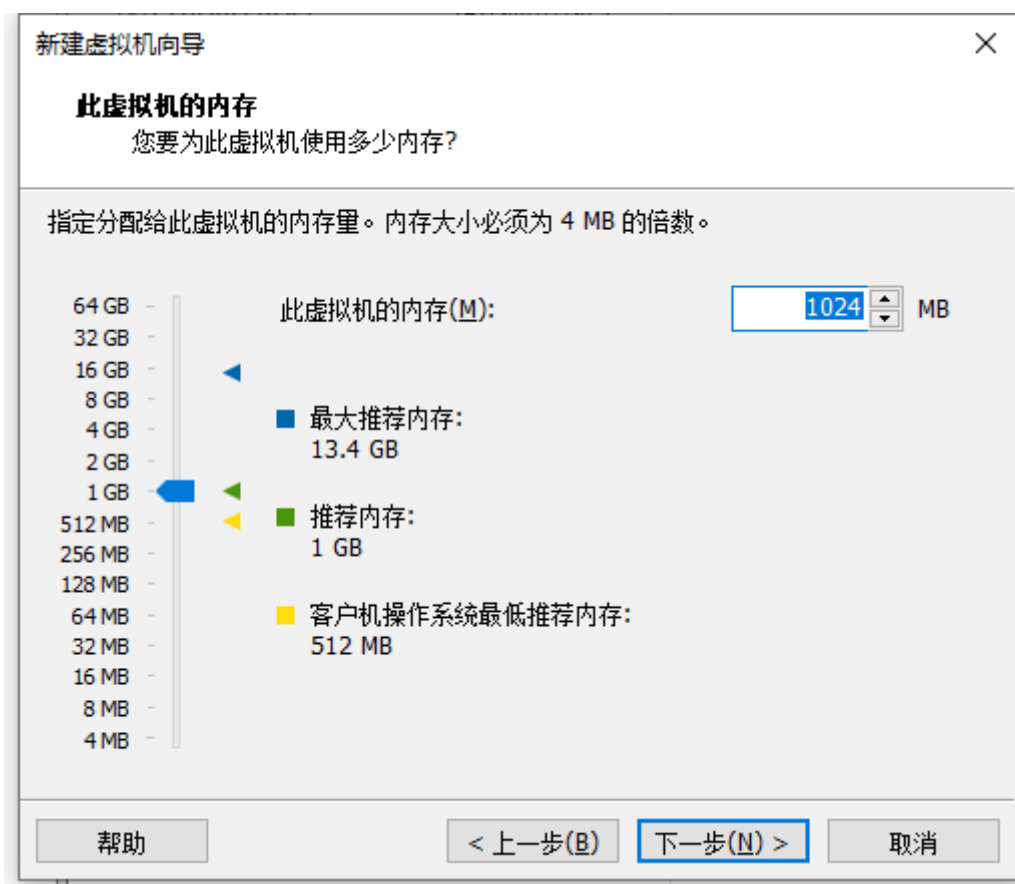 新建虚拟机向导
此虚拟机的内存
您要为此虚拟机使用多少内存?
指定分配给此虚拟机的内存量。内存大小必须为 4 MB 的倍数。
64 GB
32 GB
16 GB
8 GB
4 GB
2 GB
1 GB
512 MB
256 MB
128 MB
64 MB
32 MB
16 MB
8 MB
4 MB
此虚拟机的内存(M): 1024 MB
最大推荐内存:
13.4 GB
推荐内存:
1 GB
客户机操作系统最低推荐内存:
512 MB
帮助 < 上一步(B) 下一步(N) > 取消